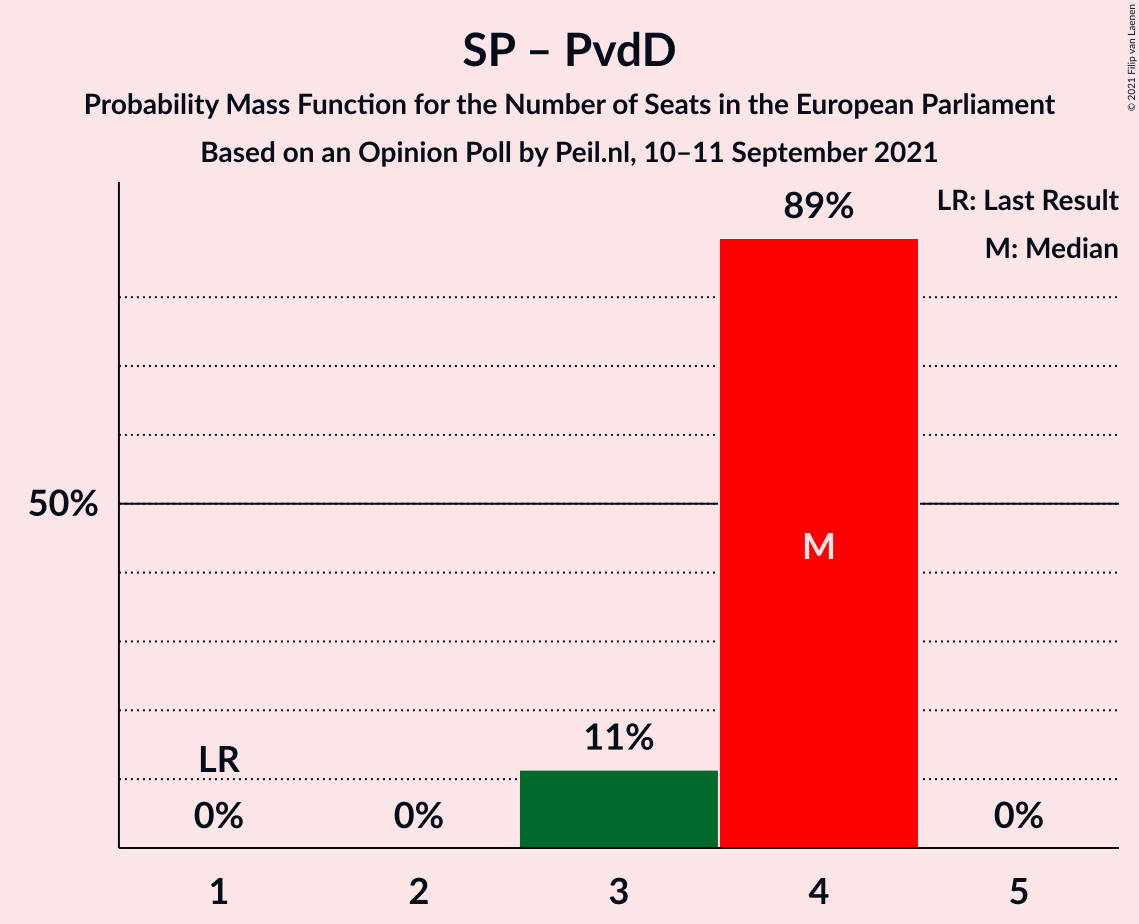 SP – PvdD
Probability Mass Function for the Number of Seats in the European Parliament
Based on an Opinion Poll by Peil.nl, 10–11 September 2021
© 2021 Filip van Laenen
LR: Last Result
M: Median
89%
50%
M
11%
LR
0%
0%
0%
1
2
3
4
5